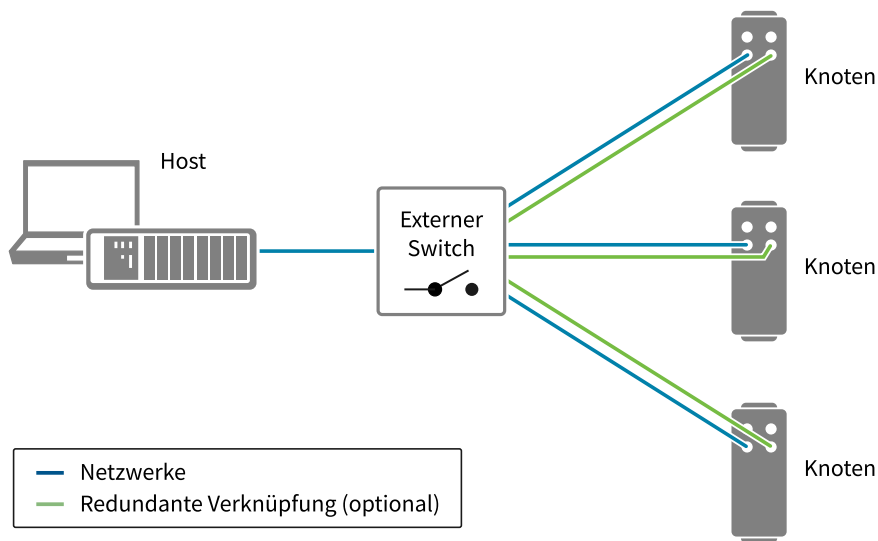 Knoten
Host
Externer
Switch
Knoten
Knoten
Netzwerke
Redundante Verknüpfung (optional)